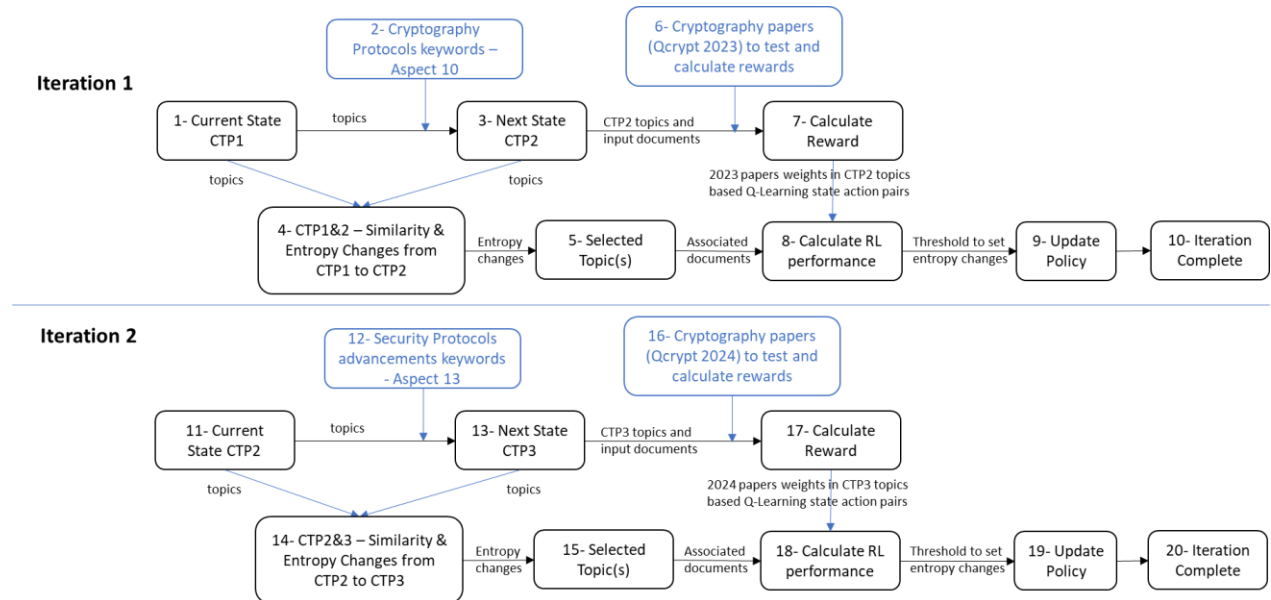 2- Cryptography
Protocols keywords –
Aspect 10
6- Cryptography papers
(Qcrypt 2023) to test and
calculate rewards
Iteration 1
1- Current State
CTP1
topics
3- Next State
CTP2
CTP2 topics and
input documents
7- Calculate
Reward
topics
topics
2023 papers weights in CTP2 topics
based Q-Learning state action pairs
4- CTP1&2 – Similarity &
Entropy Changes from
CTP1 to CTP2
Entropy
changes
5- Selected
Topic(s)
Associated
documents
8- Calculate RL
performance
Threshold to set
entropy changes
9- Update
Policy
10- Iteration
Complete
Iteration 2
12- Security Protocols
advancements keywords
- Aspect 13
16- Cryptography papers
(Qcrypt 2024) to test and
calculate rewards
11- Current
State CTP2
topics
13- Next State
CTP3
CTP3 topics and
input documents
17- Calculate
Reward
topics
topics
2024 papers weights in CTP3 topics
based Q-Learning state action pairs
14- CTP2&3 – Similarity &
Entropy Changes from
CTP2 to CTP3
Entropy
changes
15- Selected
Topic(s)
Associated
documents
18- Calculate RL
performance
Threshold to set
entropy changes
19- Update
Policy
20- Iteration
Complete